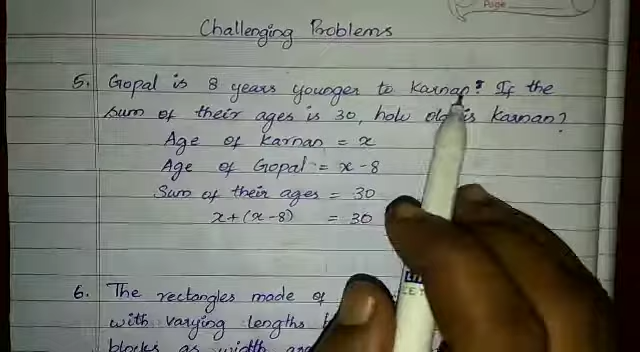 Page
Challenging Problems
5. Gopal is 8 years younger to Karnan? If the
sum of their ages is 30, how old is Karnan?
Age of Karnan = x
Age of Gopal = x-8
Sum of their ages = 30
x+(x-8) = 30
6. The rectangles made of
with varying lengths
blocks as width are